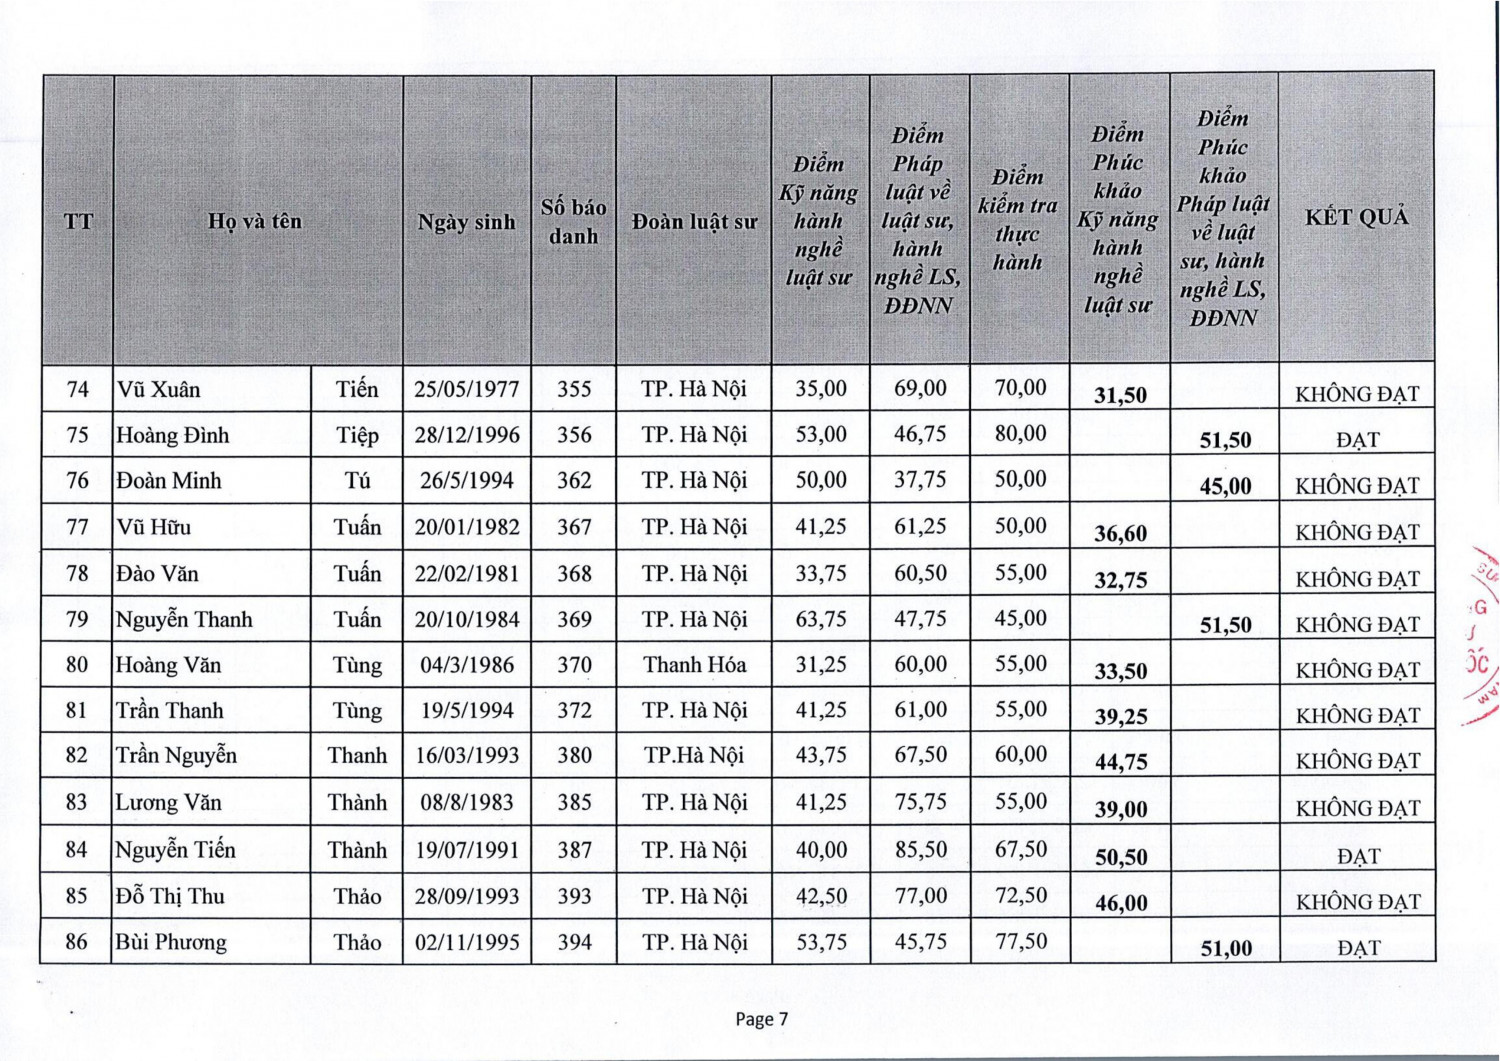 TT Họ và tên Ngày sinh Số báo danh Đoàn luật sư Điểm Kỹ năng hành nghề luật sư Điểm Pháp luật về luật sư, hành nghề LS, ĐĐNN Điểm kiểm tra thực hành Điểm Phúc khảo Kỹ năng hành nghề luật sư Điểm Phúc khảo Pháp luật về luật sư, hành nghề LS, ĐĐNN KẾT QUẢ
74 Vũ Xuân Tiến 25/05/1977 355 TP. Hà Nội 35,00 69,00 70,00 31,50 KHÔNG ĐẠT
75 Hoàng Đình Tiệp 28/12/1996 356 TP. Hà Nội 53,00 46,75 80,00 51,50 ĐẠT
76 Đoàn Minh Tú 26/5/1994 362 TP. Hà Nội 50,00 37,75 50,00 45,00 KHÔNG ĐẠT
77 Vũ Hữu Tuấn 20/01/1982 367 TP. Hà Nội 41,25 61,25 50,00 36,60 KHÔNG ĐẠT
78 Đào Văn Tuấn 22/02/1981 368 TP. Hà Nội 33,75 60,50 55,00 32,75 KHÔNG ĐẠT
79 Nguyễn Thanh Tuấn 20/10/1984 369 TP. Hà Nội 63,75 47,75 45,00 51,50 KHÔNG ĐẠT
80 Hoàng Văn Tùng 04/3/1986 370 Thanh Hóa 31,25 60,00 55,00 33,50 KHÔNG ĐẠT
81 Trần Thanh Tùng 19/5/1994 372 TP. Hà Nội 41,25 61,00 55,00 39,25 KHÔNG ĐẠT
82 Trần Nguyễn Thanh 16/03/1993 380 TP.Hà Nội 43,75 67,50 60,00 44,75 KHÔNG ĐẠT
83 Lương Văn Thành 08/8/1983 385 TP. Hà Nội 41,25 75,75 55,00 39,00 KHÔNG ĐẠT
84 Nguyễn Tiến Thành 19/07/1991 387 TP. Hà Nội 40,00 85,50 67,50 50,50 ĐẠT
85 Đỗ Thị Thu Thảo 28/09/1993 393 TP. Hà Nội 42,50 77,00 72,50 46,00 KHÔNG ĐẠT
86 Bùi Phương Thảo 02/11/1995 394 TP. Hà Nội 53,75 45,75 77,50 51,00 ĐẠT
Page 7